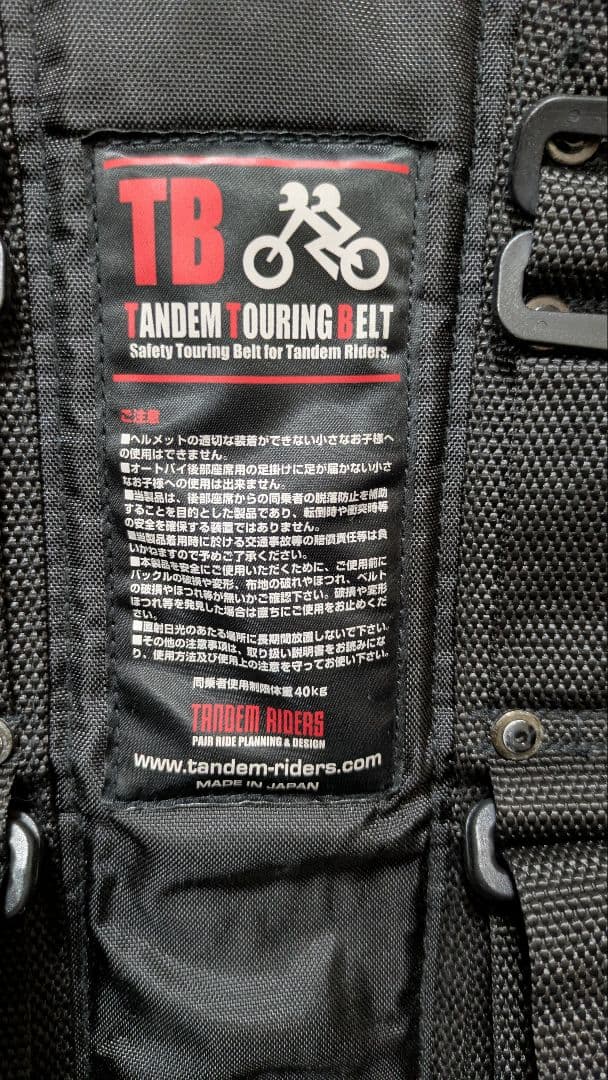 TB
TANDEM TOURING BELT
Safety Touring Belt for Tandem Riders.
ご注意
■ヘルメットの適切な装着ができない小さなお子様へ
の使用はできません。
■オートバイ後部座席用の足掛けに足が届かない小さ
なお子様への使用は出来ません。
■当製品は、後部座席からの同乗者の脱落防止を補助
することを目的とした製品であり、転倒時や衝突時等
の安全を確保する装置ではありません。
■当製品着用時に於ける交通事故等の賠償責任等は負
いかねますので予めご了承ください。
■本製品を安全にご使用いただくために、ご使用前に
バックルの破損や変形、布地の破れやほつれ、ベルト
の破損やほつれ等が無いかご確認下さい。破損や変形
ほつれ等を発見した場合は直ちにご使用をお止めくだ
さい。
■直射日光のあたる場所に長期間放置しないで下さい。
■その他の注意事項は、取り扱い説明書をお読みにな
り、使用方法及び使用上の注意を守ってお使い下さい。
同乗者使用制限体重40kg
TANDEM RIDERS
PAIR RIDE PLANNING & DESIGN
www.tandem-riders.com
MADE IN JAPAN